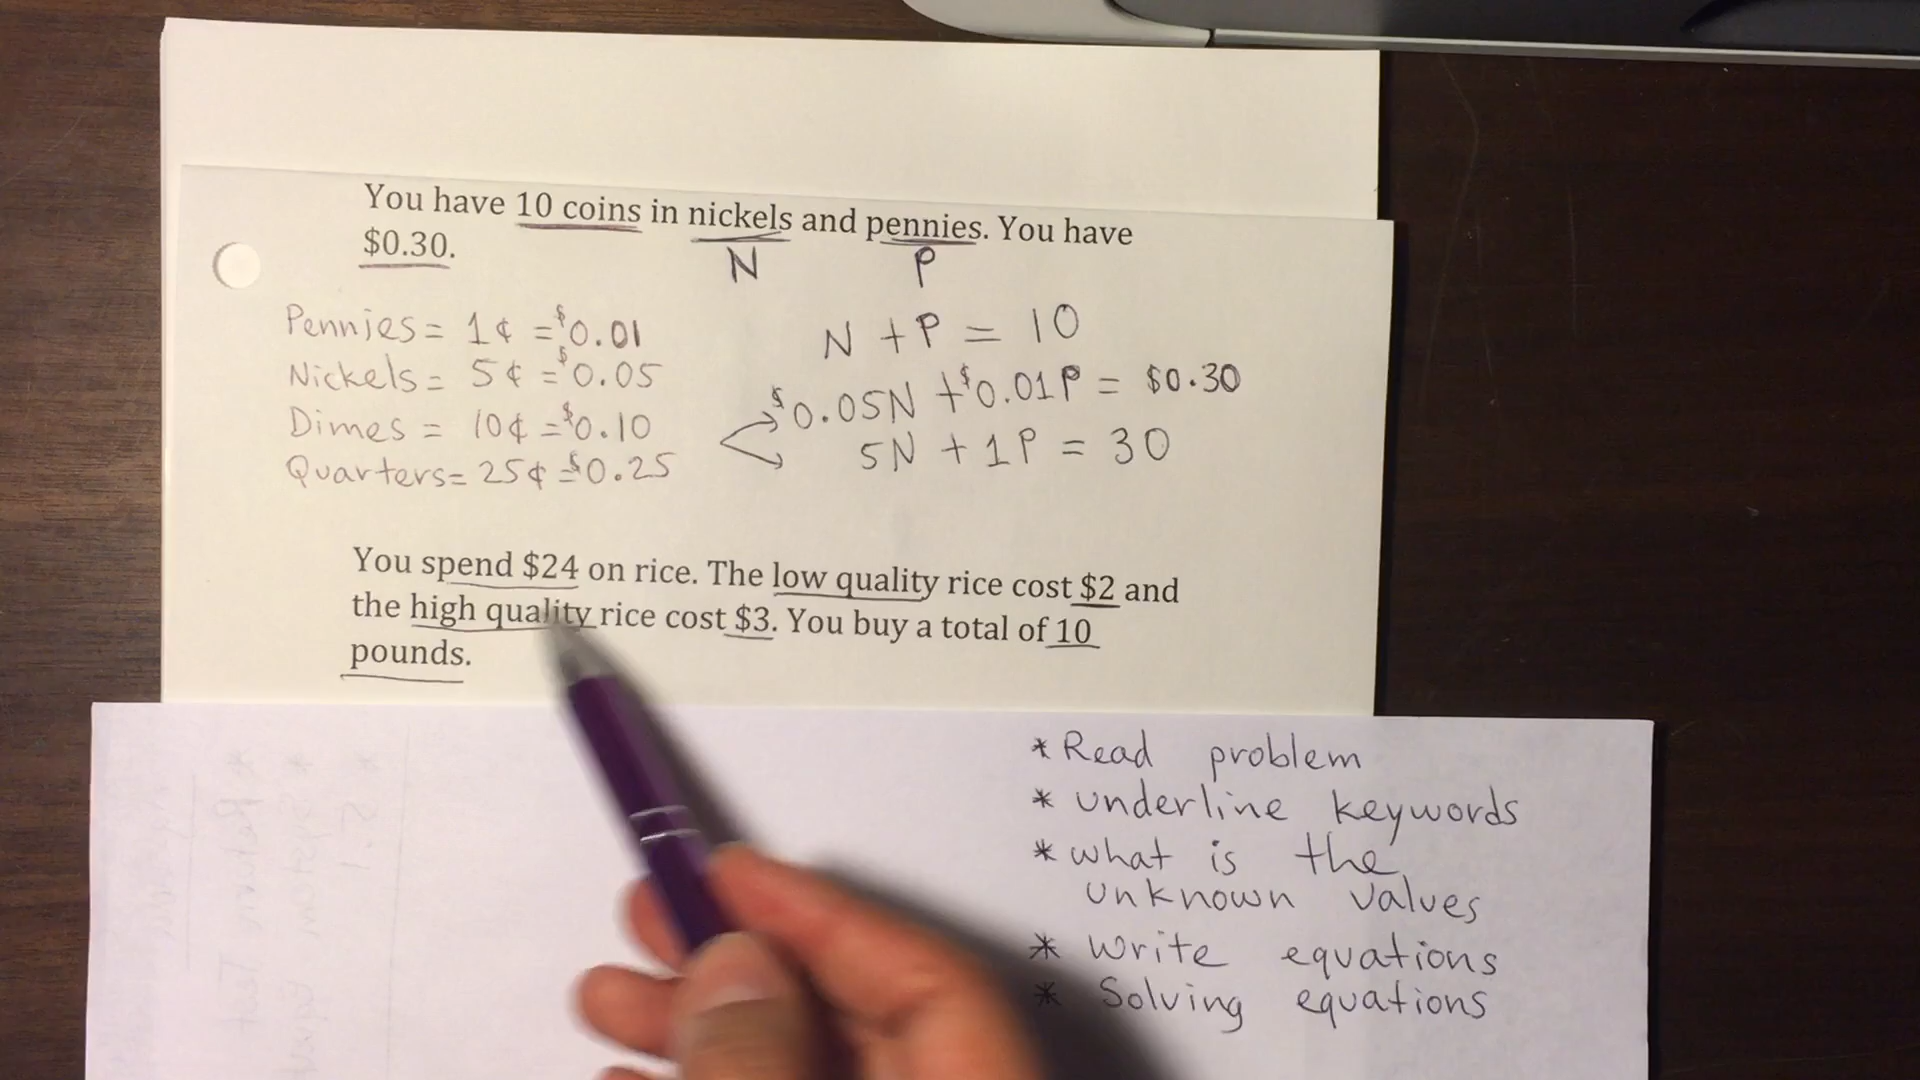 You have 10 coins in nickels and pennies. You have
$0.30.
N P
Pennies = 1¢ = $0.01
Nickels = 5¢ = $0.05
Dimes = 10¢ = $0.10
Quarters = 25¢ = $0.25
N + P = 10
$0.05N + $0.01P = $0.30
5N + 1P = 30
You spend $24 on rice. The low quality rice cost $2 and
the high quality rice cost $3. You buy a total of 10
pounds.
* Read problem
* underline keywords
* what is the
unknown values
* Write equations
* Solving equations